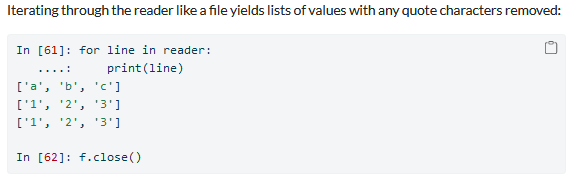 Iterating through the reader like a file yields lists of values with any quote characters removed:
In [61]: for line in reader:
   ....:     print(line)
['a', 'b', 'c']
['1', '2', '3']
['1', '2', '3']
In [62]: f.close()